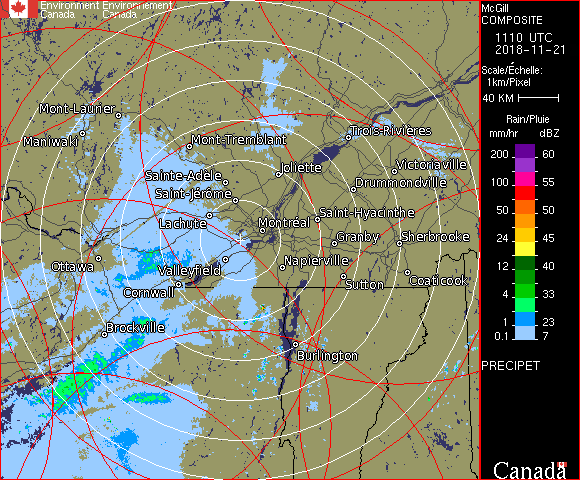 Environment Environnement
Canada Canada
McGill
COMPOSITE
1110 UTC
2018-11-21
Scale/Échelle:
1km/Pixel
40 KM
Rain/Pluie
mm/hr dBZ
200 60
100 55
50 50
24 45
12 40
4 33
1 23
0.1 7
PRECIPET
Canada
Mont-Laurier
Maniwaki
Mont-Tremblant
Trois-Rivières
Joliette
Victoriaville
Sainte-Adèle
Drummondville
Saint-Jérôme
Saint-Hyacinthe
Lachute
Montréal
Granby
Sherbrooke
Ottawa
Valleyfield
Napierville
Sutton
Coaticook
Cornwall
Brockville
Burlington